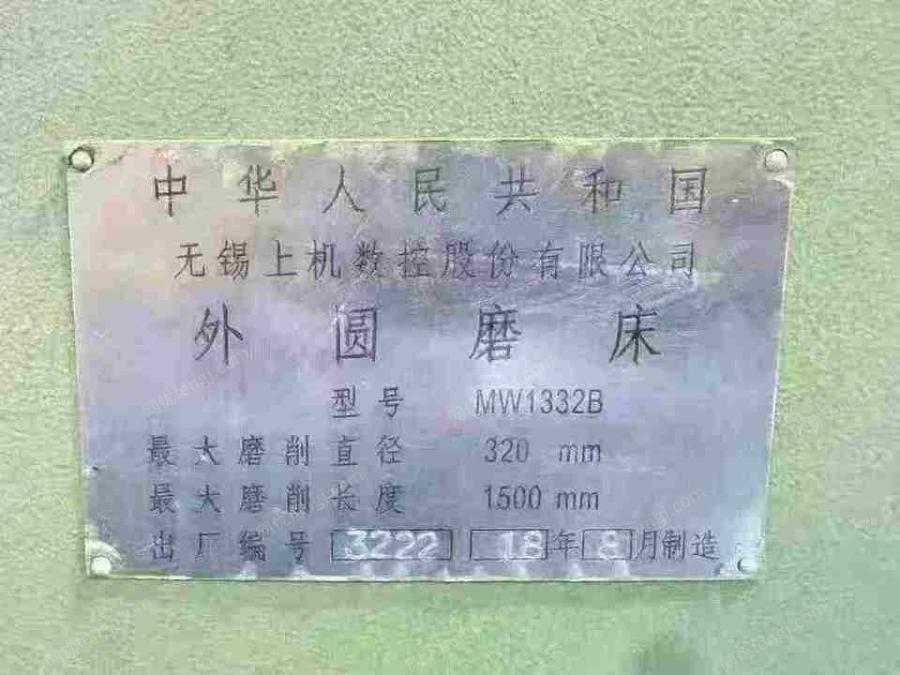 中华人民共和国
无锡上机数控股份有限公司
外圆磨床
型号 MW1332B
最大磨削直径 320 mm
最大磨削长度 1500 mm
出厂编号 3222 18年8月制造